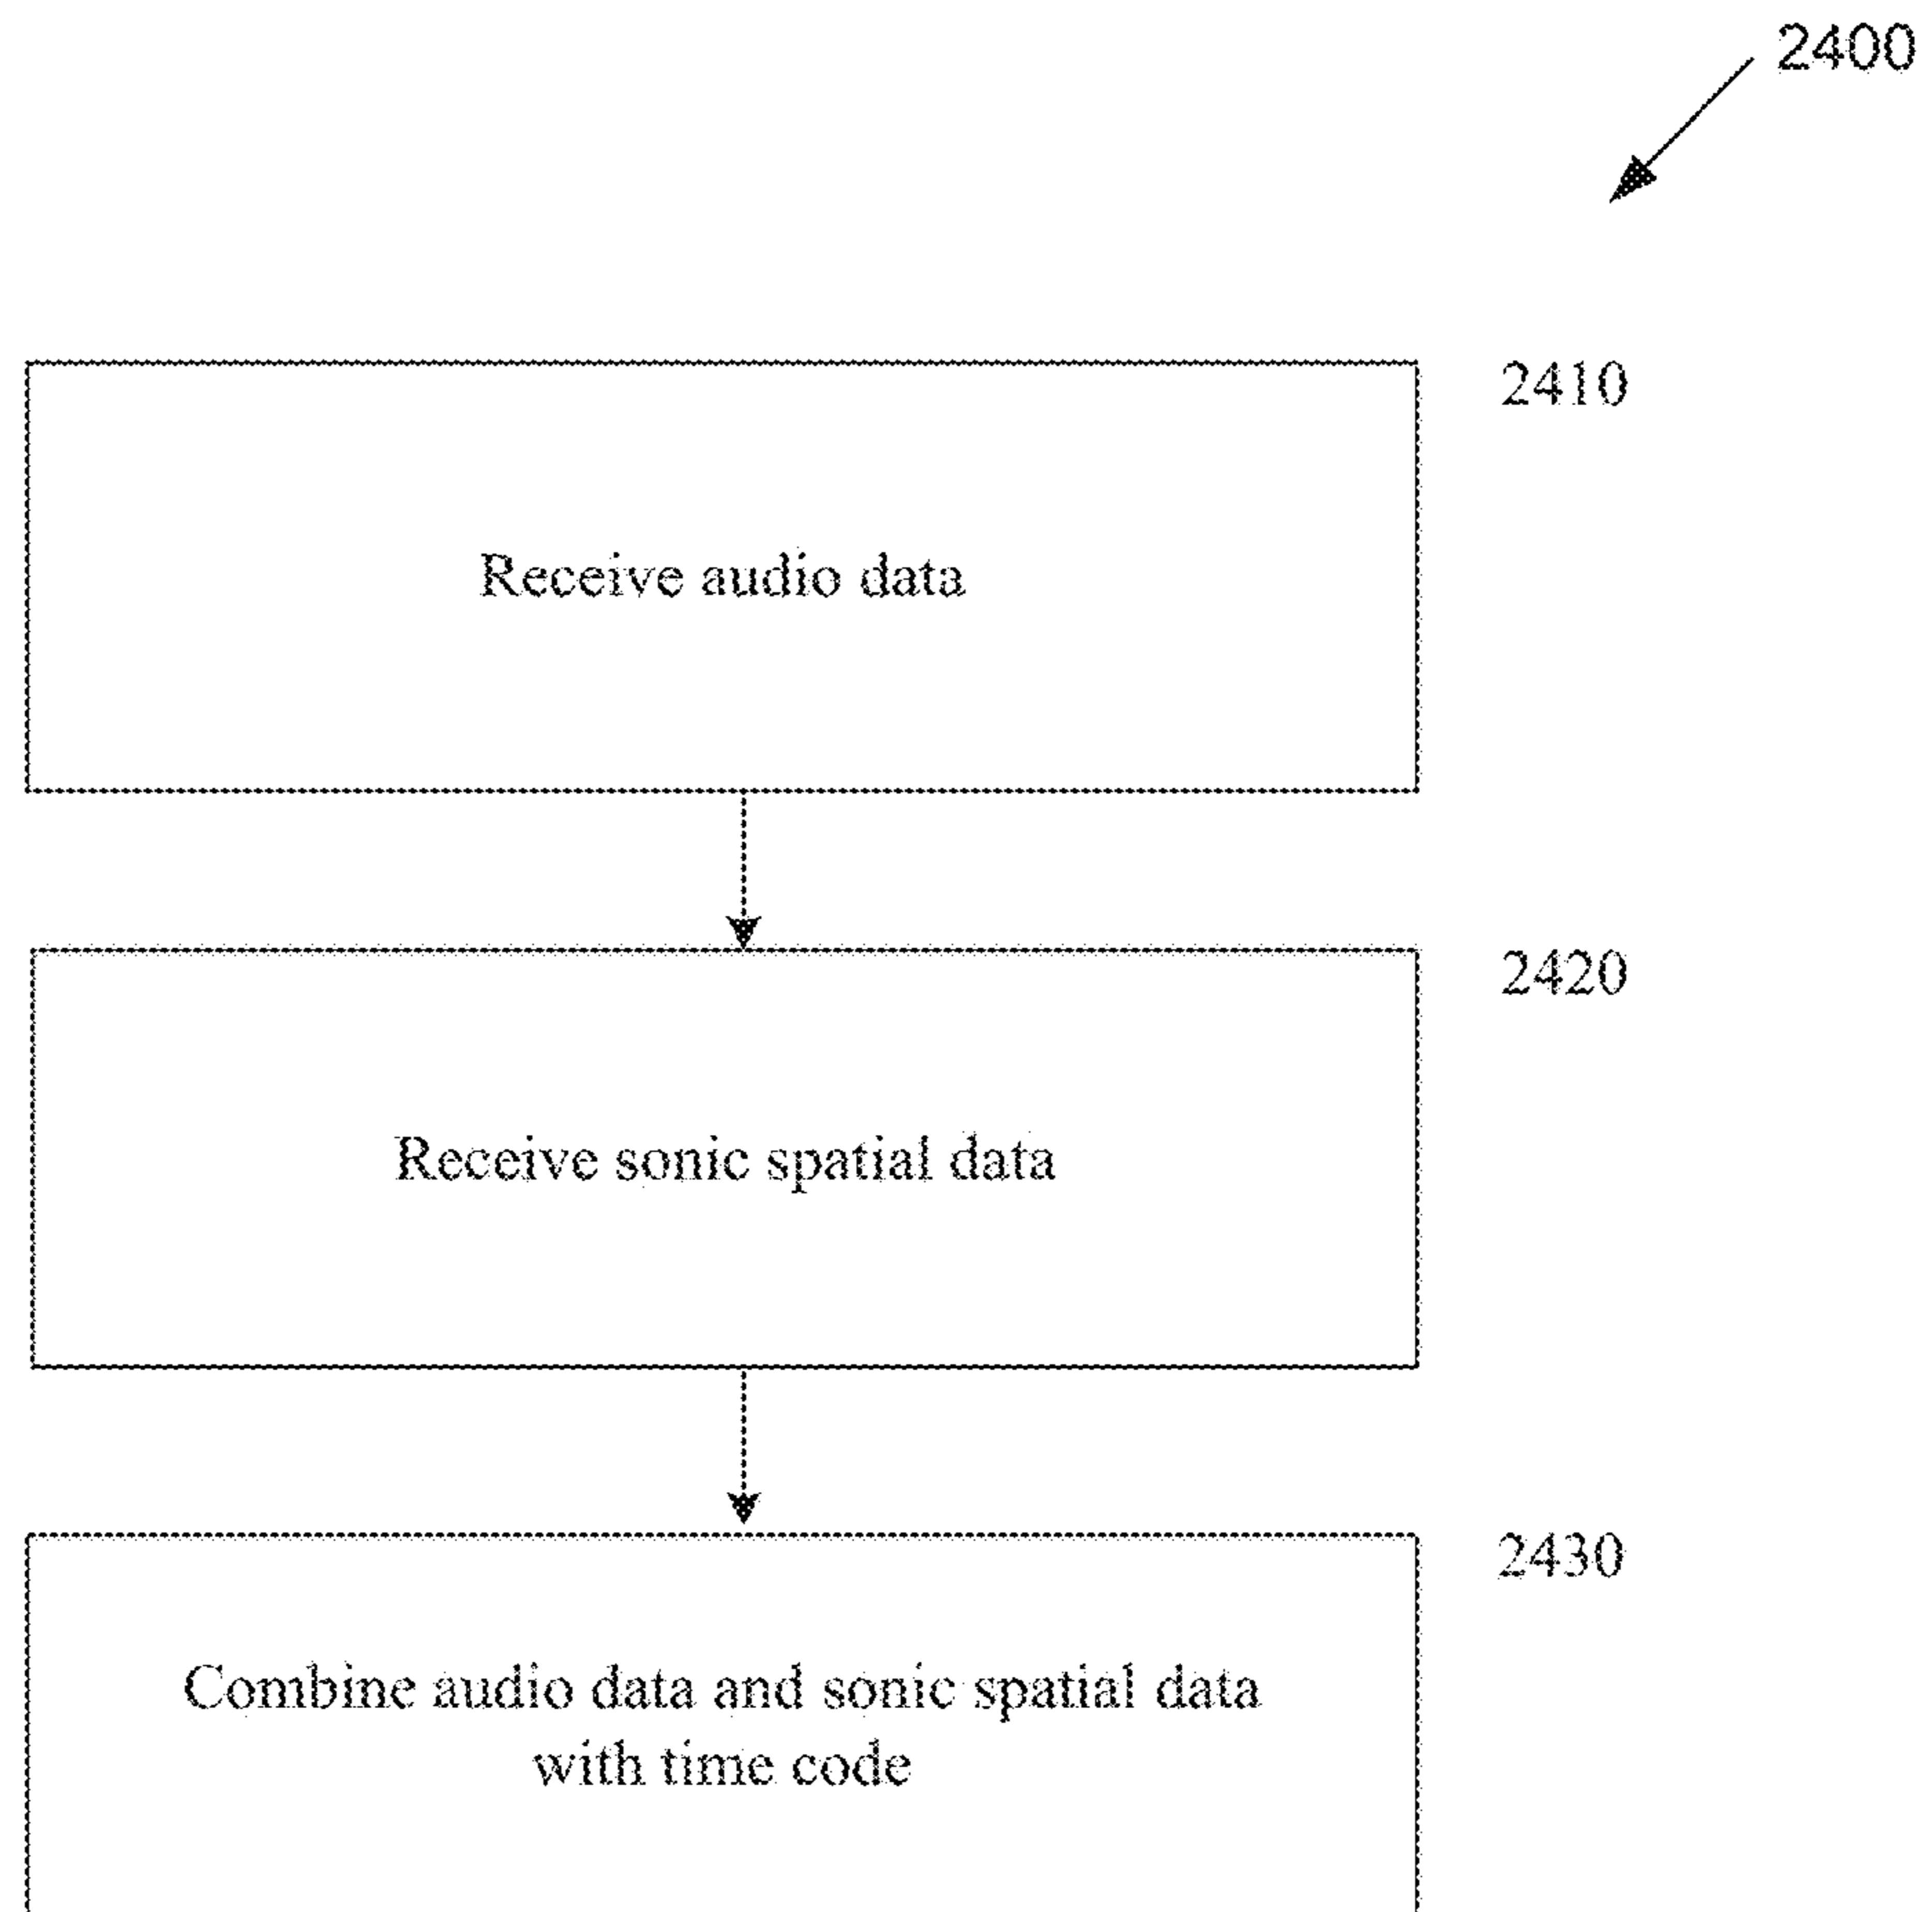 2400
2410
Receive audio data
2420
Receive sonic spatial data
2430
Combine audio data and sonic spatial data
with time code